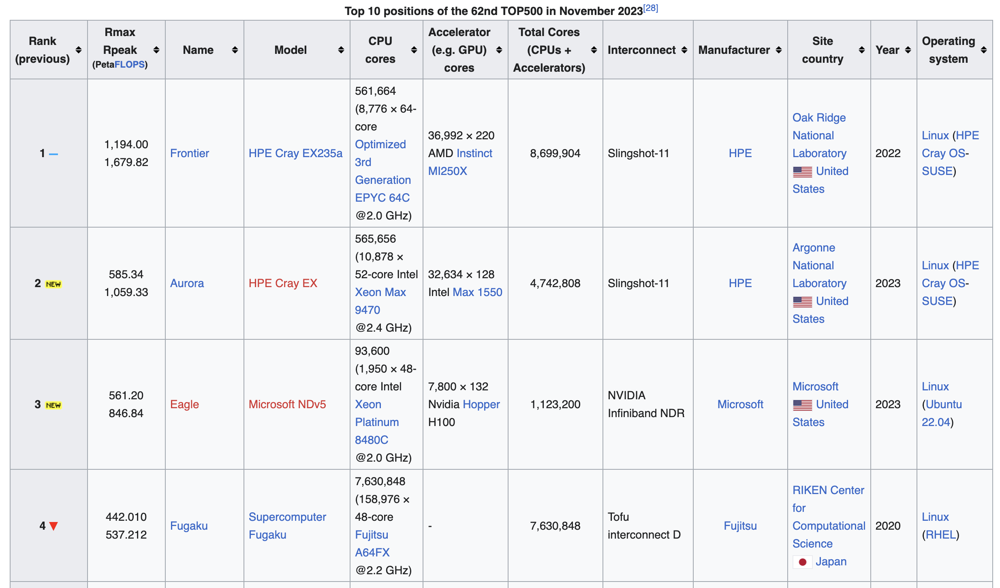 Top 10 positions of the 62nd TOP500 in November 2023[28]
Rank
(previous)
Rmax
Rpeak
(PetaFLOPS)
Name
Model
CPU
cores
Accelerator
(e.g. GPU)
cores
Total Cores
(CPUs +
Accelerators)
Interconnect
Manufacturer
Site
country
Year
Operating
system
1
1,194.00
1,679.82
Frontier
HPE Cray EX235a
561,664
(8,776 × 64-
core
Optimized
3rd
Generation
EPYC 64C
@2.0 GHz)
36,992 × 220
AMD Instinct
MI250X
8,699,904
Slingshot-11
HPE
Oak Ridge
National
Laboratory
United
States
2022
Linux (HPE
Cray OS-
SUSE)
2 NEW
585.34
1,059.33
Aurora
HPE Cray EX
565,656
(10,878 ×
52-core Intel
Xeon Max
9470
@2.4 GHz)
32,634 × 128
Intel Max 1550
4,742,808
Slingshot-11
HPE
Argonne
National
Laboratory
United
States
2023
Linux (HPE
Cray OS-
SUSE)
3 NEW
561.20
846.84
Eagle
Microsoft NDv5
93,600
(1,950 × 48-
core Intel
Xeon
Platinum
8480C
@2.0 GHz)
7,800 × 132
Nvidia Hopper
H100
1,123,200
NVIDIA
Infiniband NDR
Microsoft
Microsoft
United
States
2023
Linux
(Ubuntu
22.04)
4
442.010
537.212
Fugaku
Supercomputer
Fugaku
7,630,848
(158,976 ×
48-core
Fujitsu
A64FX
@2.2 GHz)
-
7,630,848
Tofu
interconnect D
Fujitsu
RIKEN Center
for
Computational
Science
Japan
2020
Linux
(RHEL)